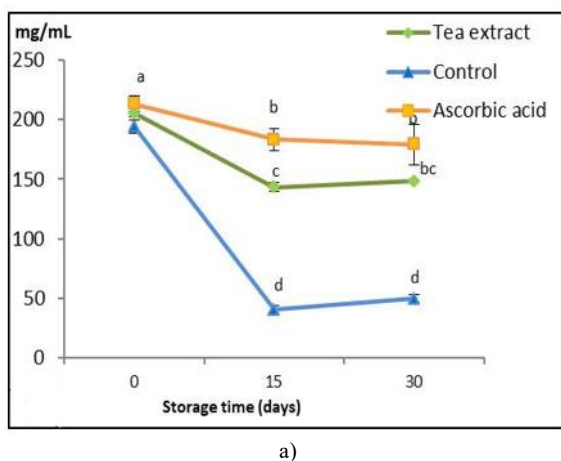 mg/mL
Tea extract
Control
Ascorbic acid
250
200
150
100
50
0
a
b
b
c
bc
d
d
0
15
30
Storage time (days)
a)